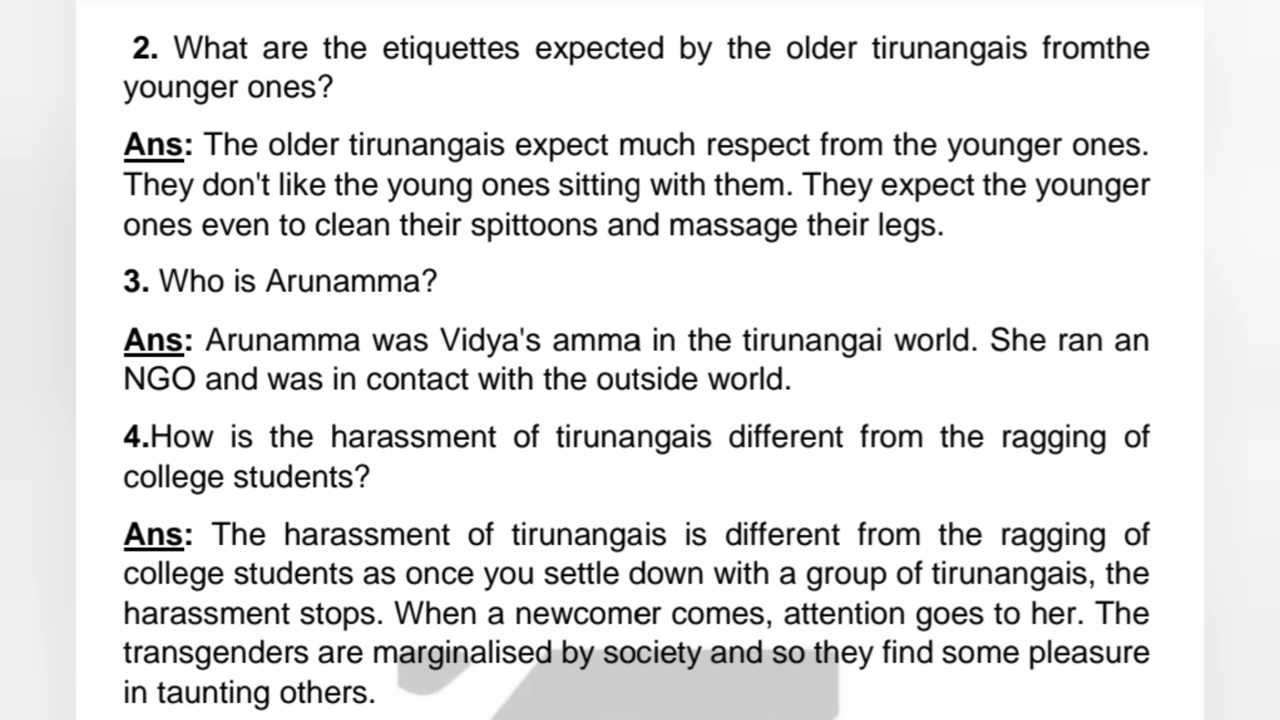 2. What are the etiquettes expected by the older tirunangais fromthe
younger ones?
Ans: The older tirunangais expect much respect from the younger ones.
They don't like the young ones sitting with them. They expect the younger
ones even to clean their spittoons and massage their legs.
3. Who is Arunamma?
Ans: Arunamma was Vidya's amma in the tirunangai world. She ran an
NGO and was in contact with the outside world.
4.How is the harassment of tirunangais different from the ragging of
college students?
Ans: The harassment of tirunangais is different from the ragging of
college students as once you settle down with a group of tirunangais, the
harassment stops. When a newcomer comes, attention goes to her. The
transgenders are marginalised by society and so they find some pleasure
in taunting others.